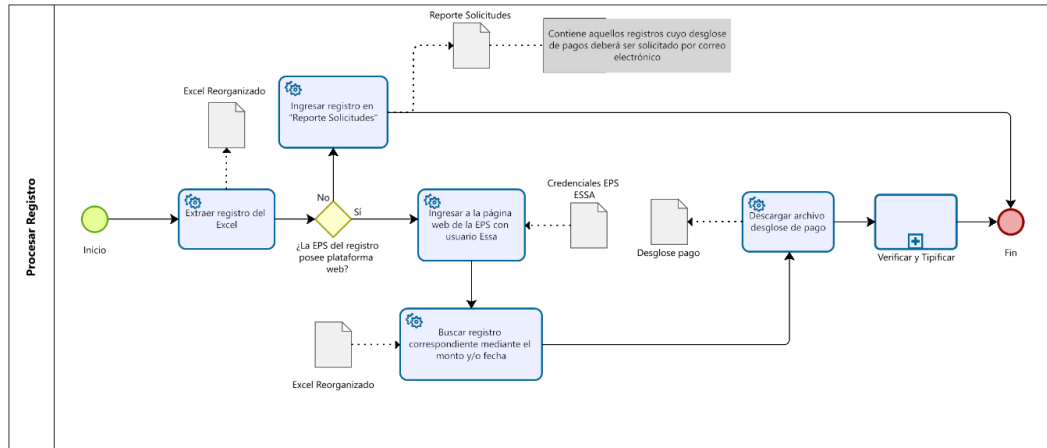 Procesar Registro
Reporte Solicitudes
Contiene aquellos registros cuyo desglose
de pagos deberá ser solicitado por correo
electrónico
Excel Reorganizado
Ingresar registro en
"Reporte Solicitudes"
No
Sí
Inicio
Extraer registro del
Excel
¿La EPS del registro
posee plataforma
web?
Ingresar a la página
web de la EPS con
usuario Essa
Credenciales EPS
ESSA
Desglose pago
Descargar archivo
desglose de pago
Verificar y Tipificar
Fin
Buscar registro
correspondiente mediante el
monto y/o fecha
Excel Reorganizado